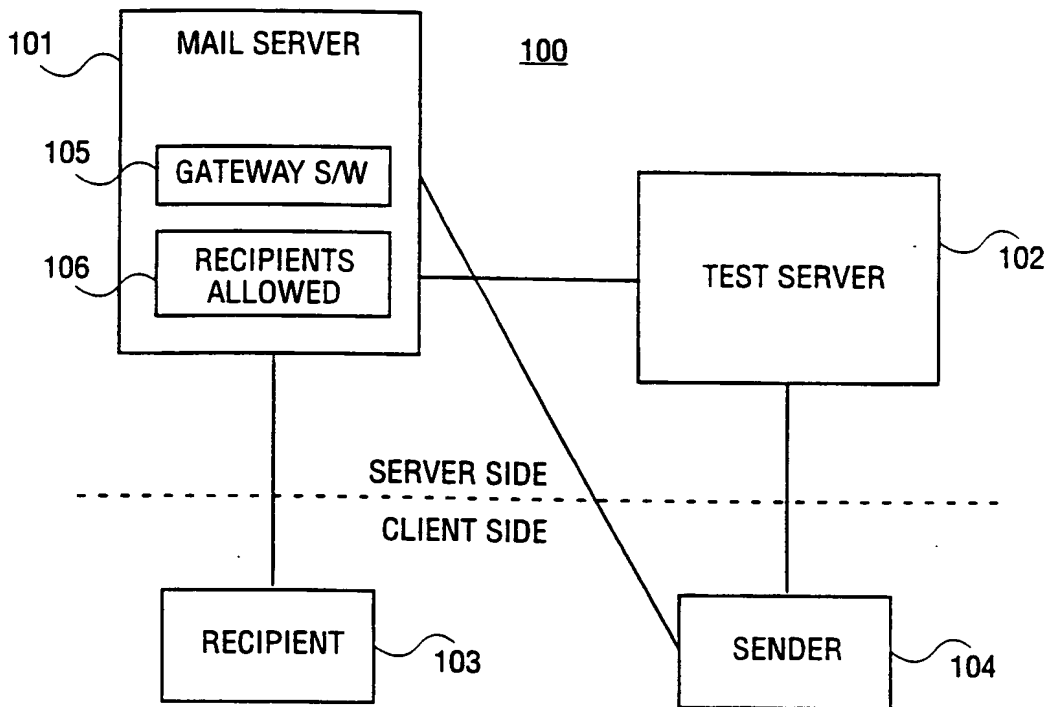 101
MAIL SERVER
100
105
GATEWAY S/W
106
RECIPIENTS
ALLOWED
TEST SERVER
102
SERVER SIDE
CLIENT SIDE
RECIPIENT
103
SENDER
104